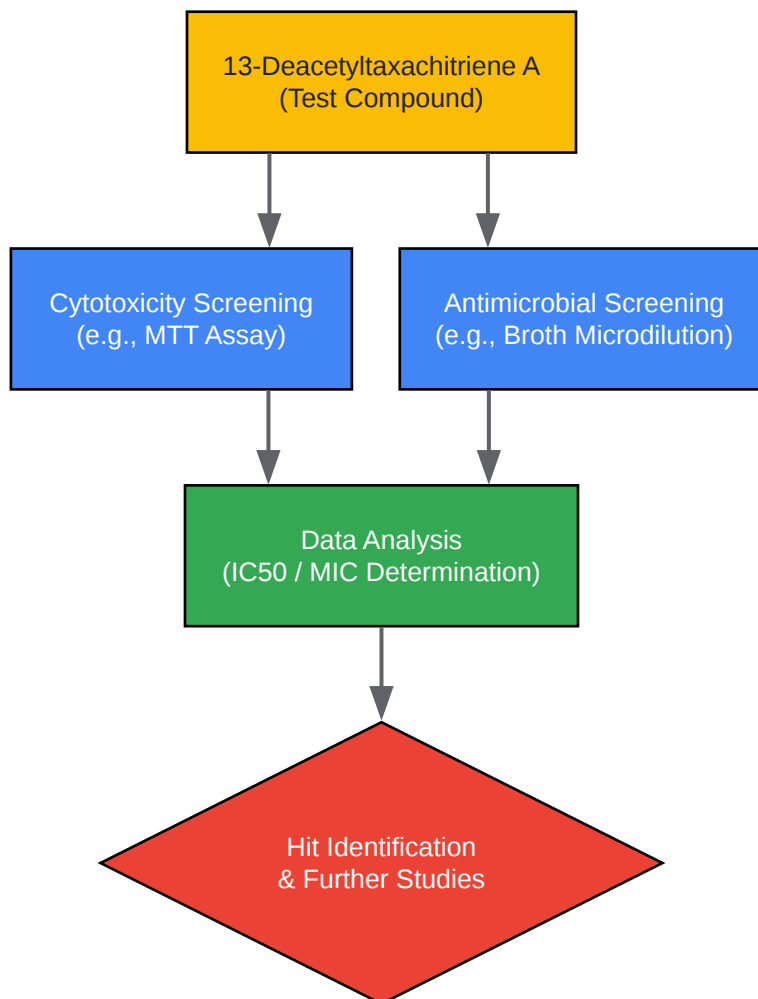 13-Deacetyltaxachitriene A
(Test Compound)
Cytotoxicity Screening
(e.g., MTT Assay)
Antimicrobial Screening
(e.g., Broth Microdilution)
Data Analysis
(IC50 / MIC Determination)
Hit Identification
& Further Studies